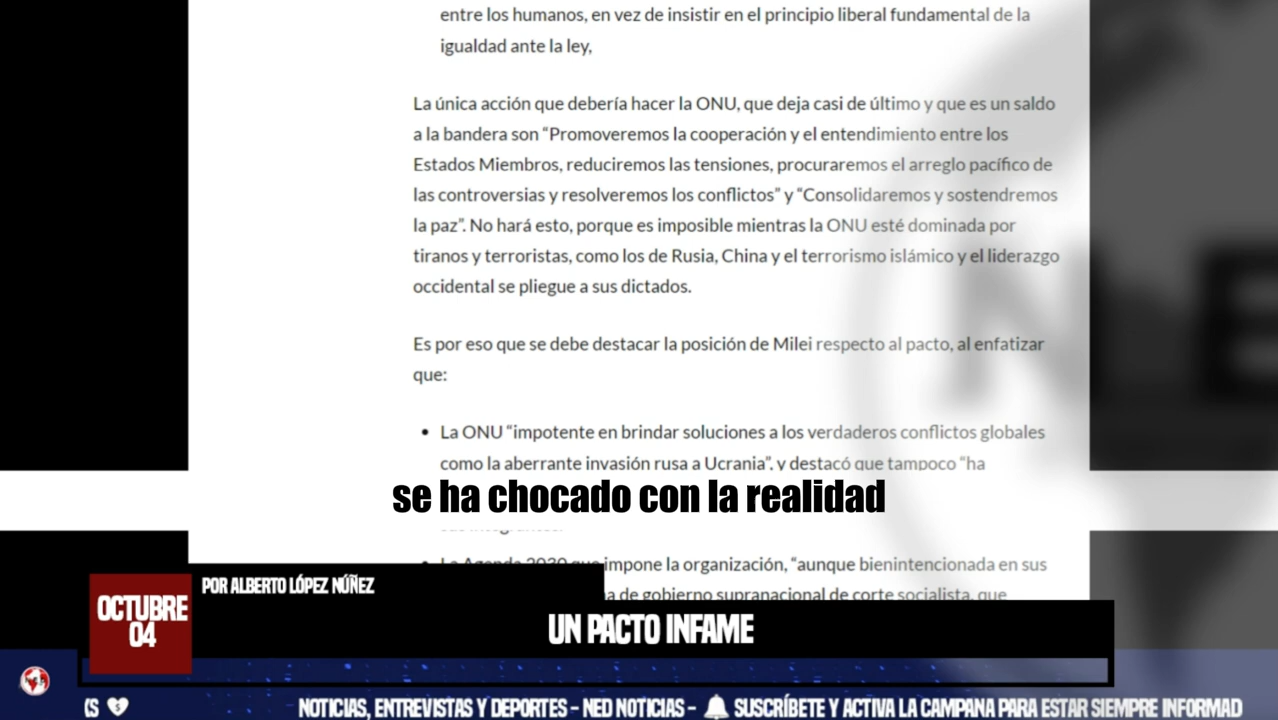 entre los humanos, en vez de insistir en el principio liberal fundamental de la
igualdad ante la ley,
La única acción que debería hacer la ONU, que deja casi de último y que es un saldo
a la bandera son “Promoveremos la cooperación y el entendimiento entre los
Estados Miembros, reduciremos las tensiones, procuraremos el arreglo pacífico de
las controversias y resolveremos los conflictos” y “Consolidaremos y sostendremos
la paz”. No hará esto, porque es imposible mientras la ONU esté dominada por
tiranos y terroristas, como los de Rusia, China y el terrorismo islámico y el liderazgo
occidental se pliegue a sus dictados.
Es por eso que se debe destacar la posición de Milei respecto al pacto, al enfatizar
que:
• La ONU “impotente en brindar soluciones a los verdaderos conflictos globales
como la aberrante invasión rusa a Ucrania”, y destacó que tampoco “ha
se ha chocado con la realidad
• La Agenda 2030 que impone la organización, “aunque bienintencionada en sus
de gobierno supranacional de corte socialista, que
POR ALBERTO LÓPEZ NÚÑEZ
OCTUBRE
04
UN PACTO INFAME
NOTICIAS, ENTREVISTAS Y DEPORTES - NED NOTICIAS - SUSCRÍBETE Y ACTIVA LA CAMPANA PARA ESTAR SIEMPRE INFORMAD